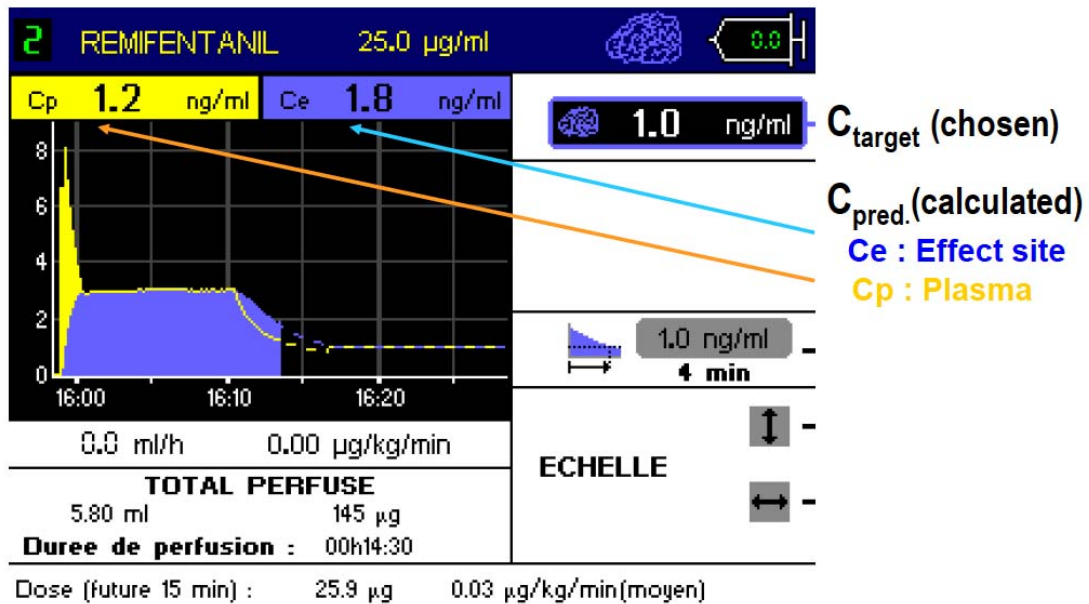 2 REMIFENTANIL 25.0 µg/ml 0.0
Cp 1.2 ng/ml Ce 1.8 ng/ml
1.0 ng/ml
C target (chosen)
C pred. (calculated)
Ce : Effect site
Cp : Plasma
8
6
4
2
0
16:00 16:10 16:20
1.0 ng/ml
4 min
0.0 ml/h 0.00 µg/kg/min
ECHELLE
TOTAL PERFUSE
5.80 ml 145 µg
Duree de perfusion : 00h14:30
Dose (future 15 min) : 25.9 µg 0.03 µg/kg/min(moyen)